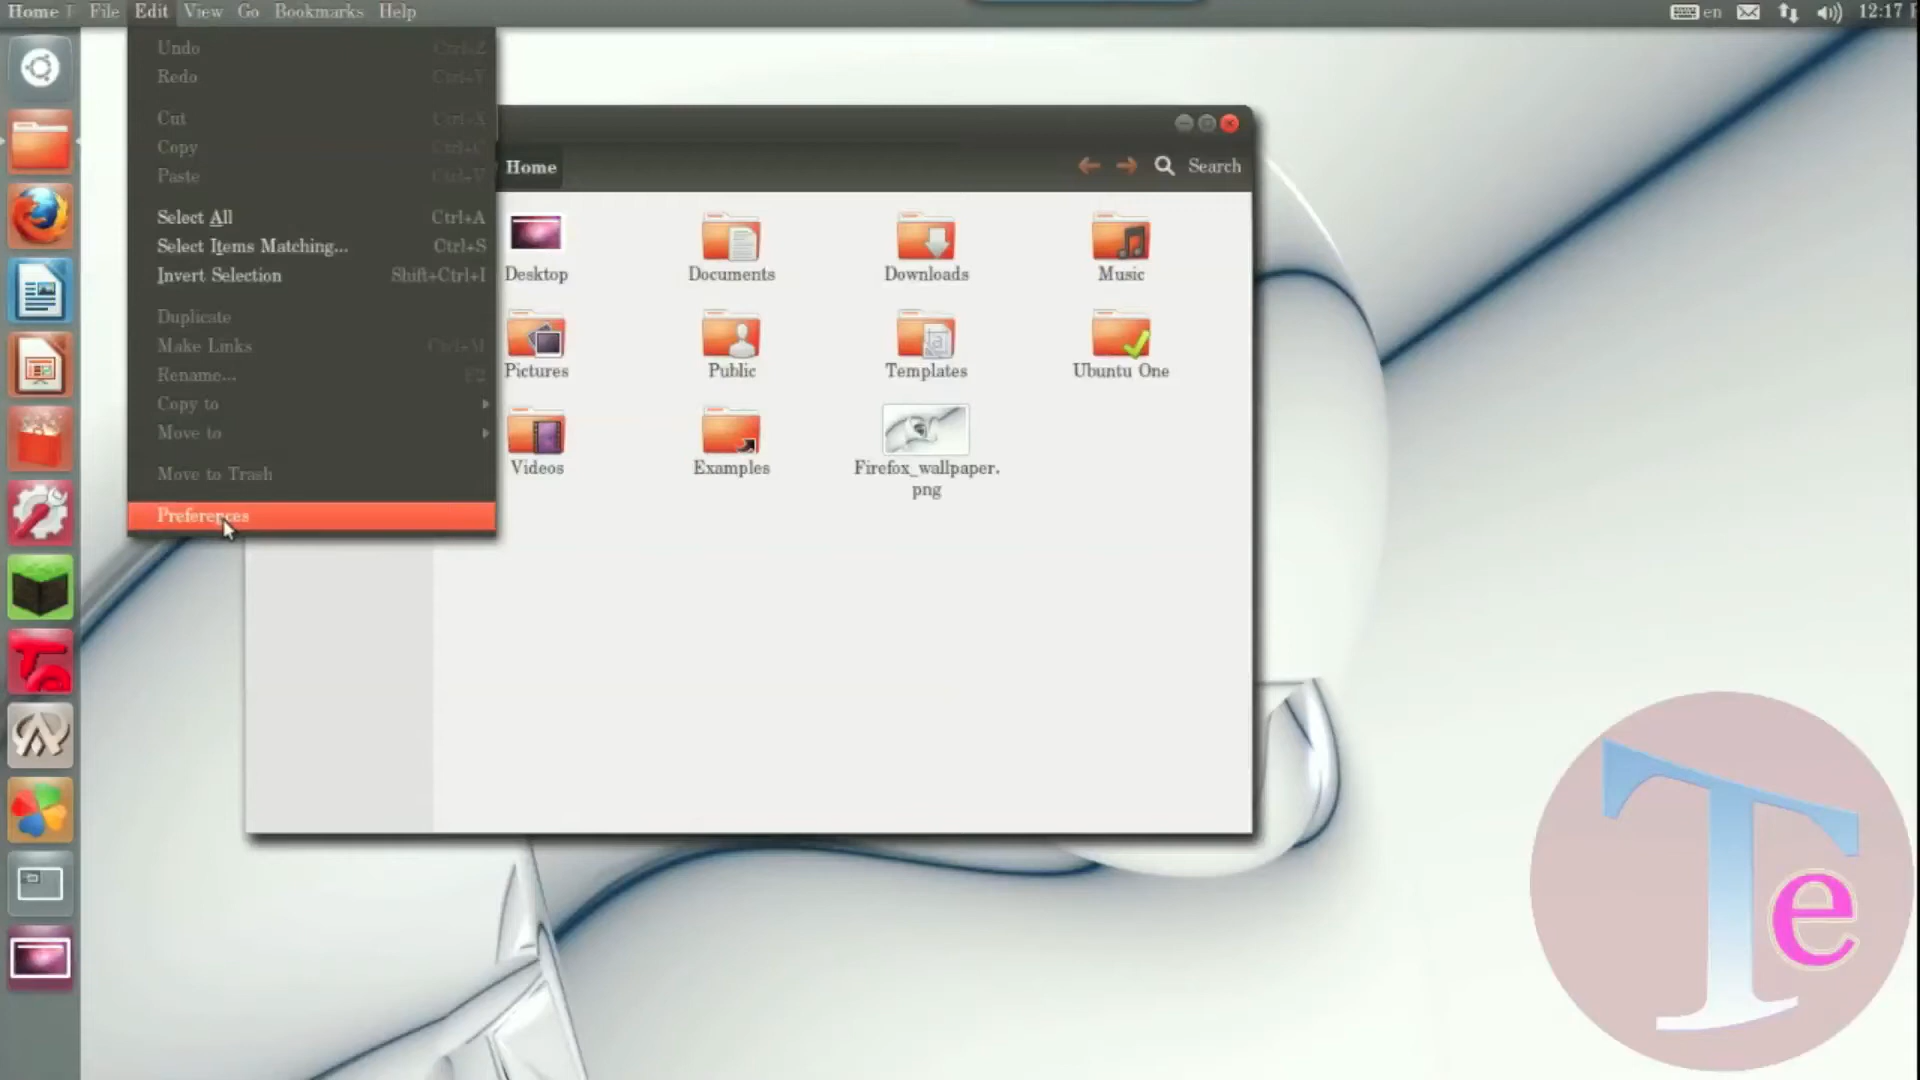 Home File Edit View Go Bookmarks Help en 12:17
Undo Ctrl+Z
Redo Ctrl+Y
Cut Ctrl+X
Copy Ctrl+C
Paste Ctrl+V
Select All Ctrl+A
Select Items Matching... Ctrl+S
Invert Selection Shift+Ctrl+I
Duplicate
Make Links Ctrl+M
Rename... F2
Copy to
Move to
Move to Trash
Preferences
Home Search
Desktop Documents Downloads Music
Pictures Public Templates Ubuntu One
Videos Examples Firefox_wallpaper.
png
Te